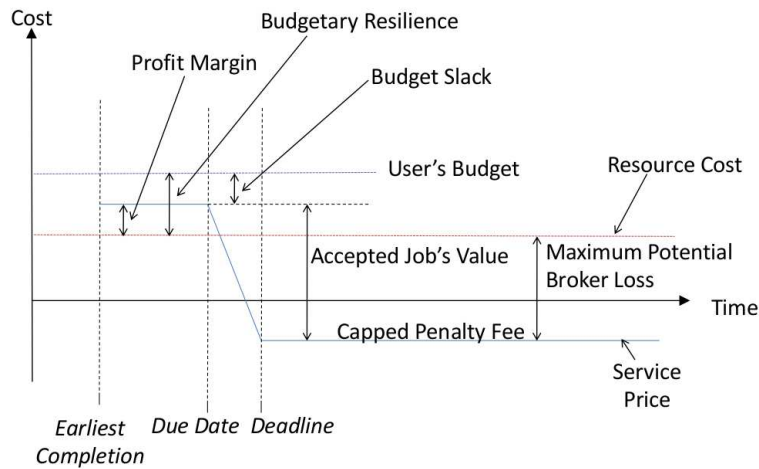 Cost
Budgetary Resilience
Profit Margin
Budget Slack
User's Budget
Resource Cost
Accepted Job's Value
Maximum Potential
Broker Loss
Time
Capped Penalty Fee
Service
Price
Earliest
Completion
Due Date
Deadline